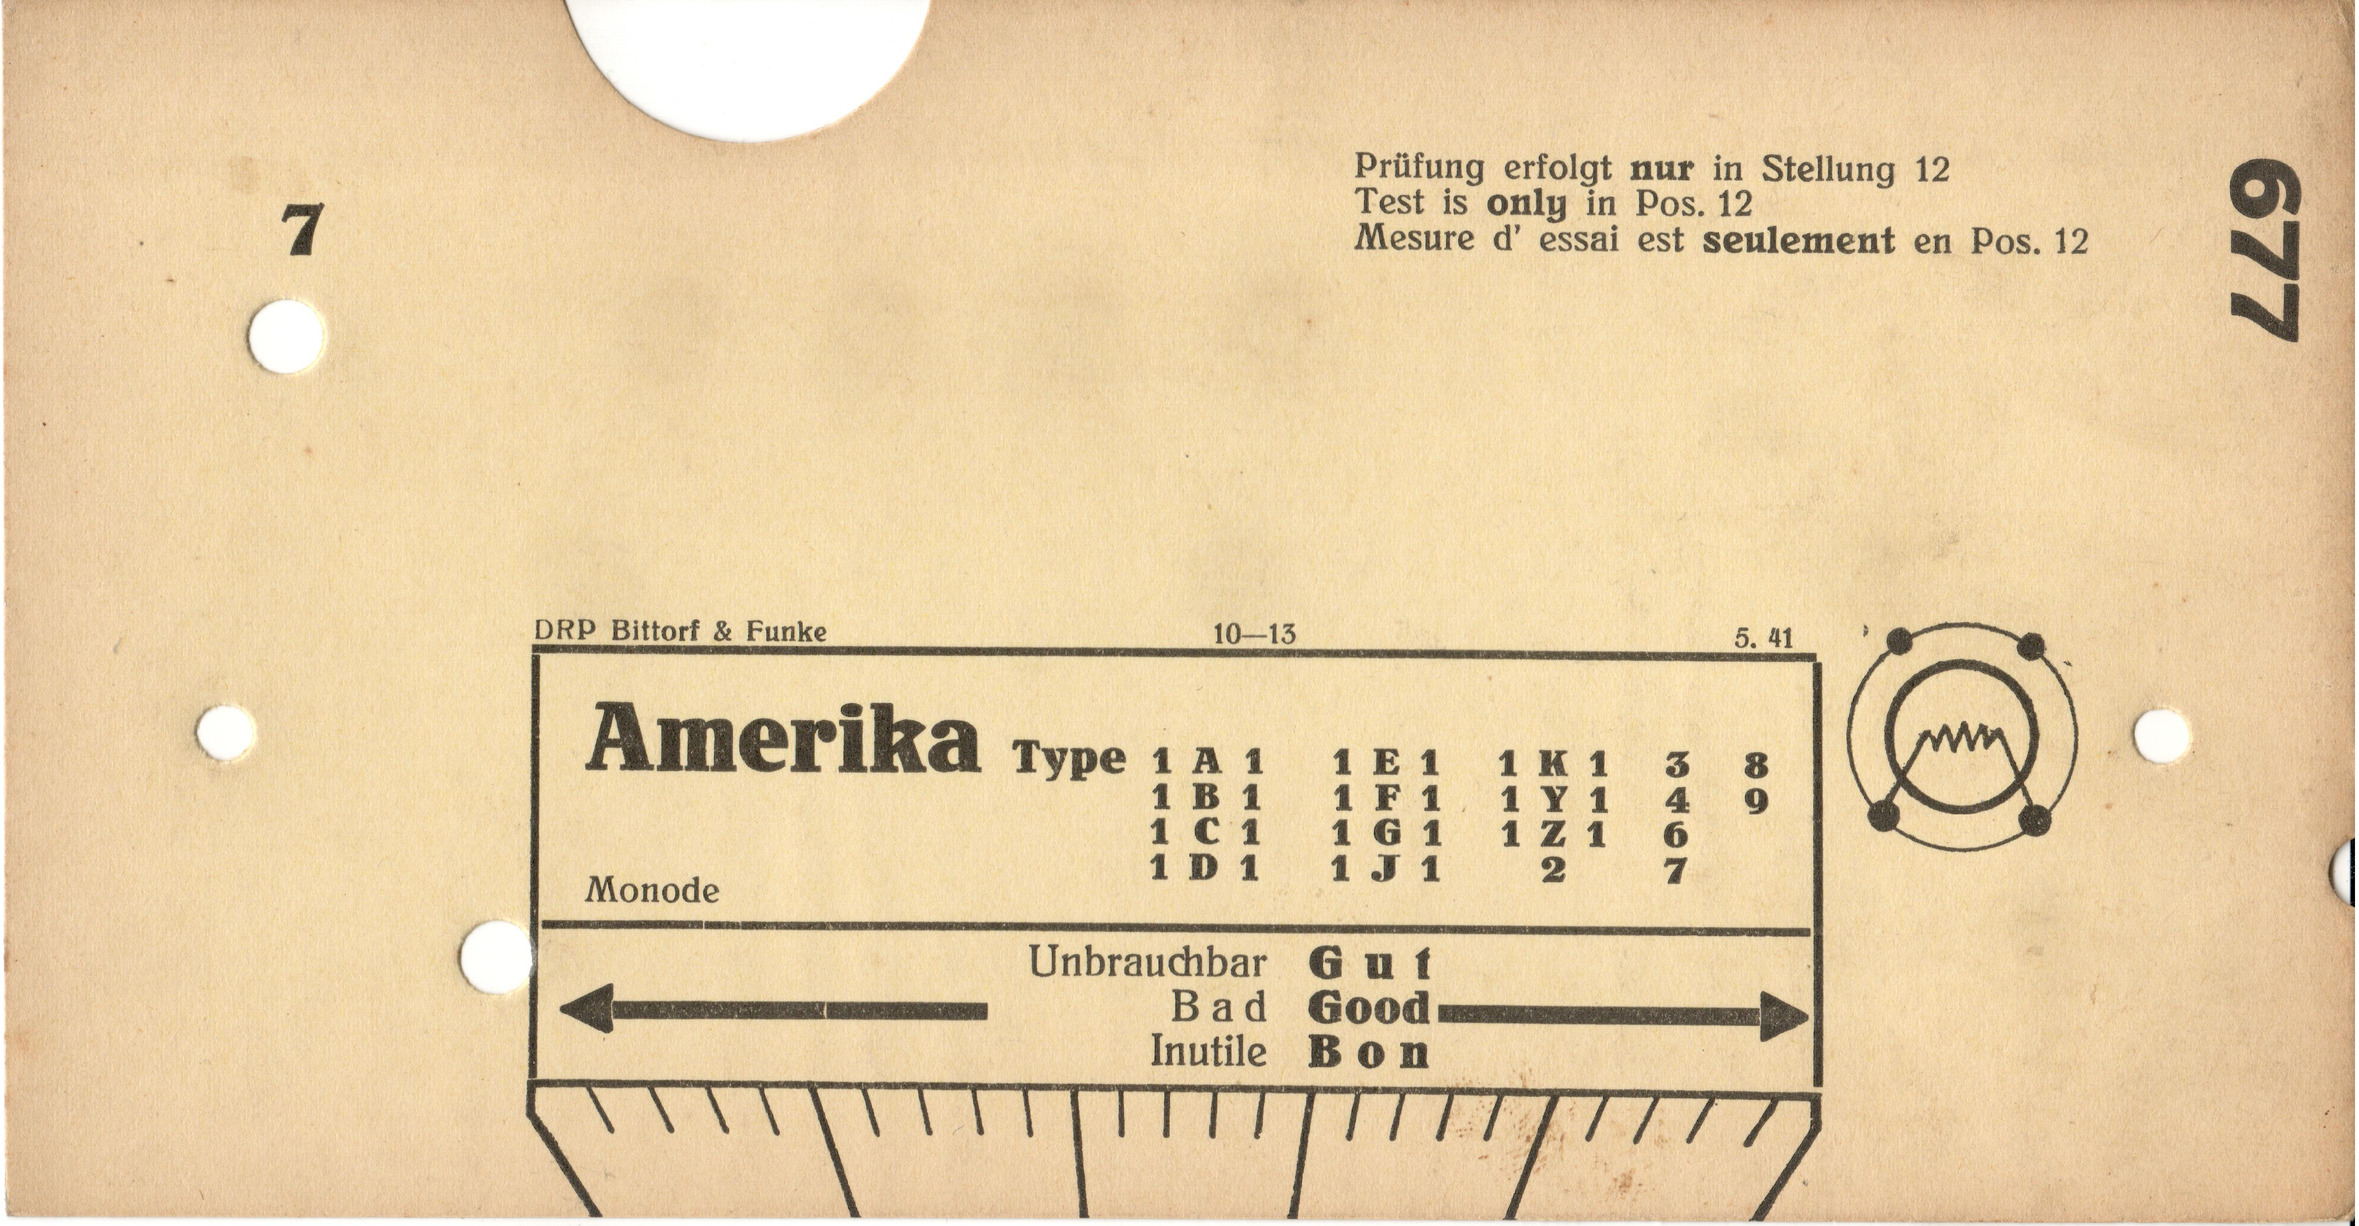 Prüfung erfolgt nur in Stellung 12
Test is only in Pos. 12
Mesure d' essai est seulement en Pos. 12
677
7
DRP Bittorf & Funke 10—13 5. 41
Amerika Type 1 A 1 1 E 1 1 K 1 3 8
1 B 1 1 F 1 1 Y 1 4 9
1 C 1 1 G 1 1 Z 1 6
1 D 1 1 J 1 2 7
Monode
Unbrauchbar Gut
Bad Good
Inutile Bon